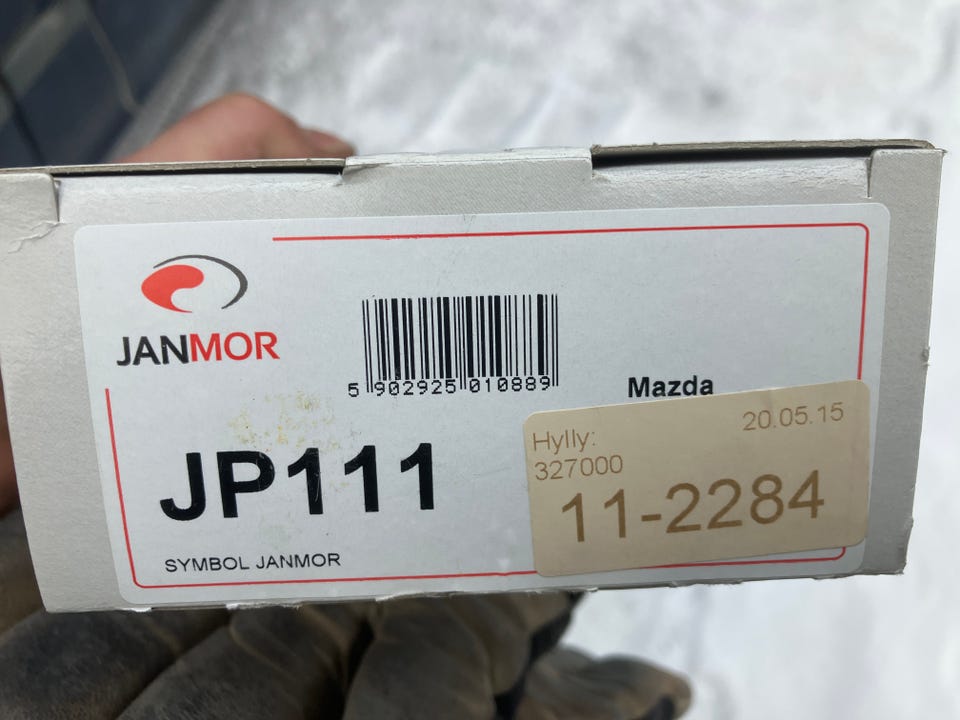 JANMOR
5 902925 010889
Mazda
JP111
SYMBOL JANMOR
20.05.15
Hylly:
327000
11-2284